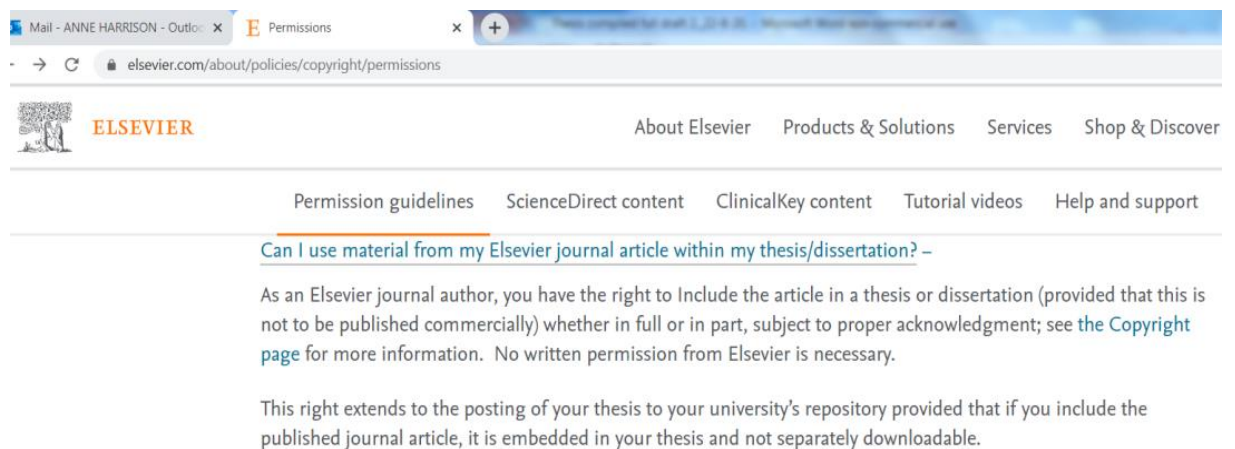 Mail - ANNE HARRISON - Outloo
Permissions
elsevier.com/about/policies/copyright/permissions
ELSEVIER
About Elsevier Products & Solutions Services Shop & Discover
Permission guidelines ScienceDirect content ClinicalKey content Tutorial videos Help and support
Can I use material from my Elsevier journal article within my thesis/dissertation? –
As an Elsevier journal author, you have the right to Include the article in a thesis or dissertation (provided that this is
not to be published commercially) whether in full or in part, subject to proper acknowledgment; see the Copyright
page for more information. No written permission from Elsevier is necessary.
This right extends to the posting of your thesis to your university's repository provided that if you include the
published journal article, it is embedded in your thesis and not separately downloadable.